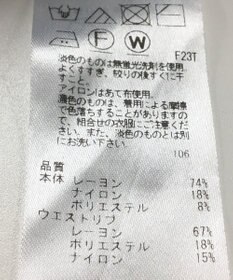 F W
F23T
淡色のものは無蛍光洗剤を使用
よくすすぎ、絞りの後すぐに干
すこと。
アイロンはあて布使用。
濃色のものは、着用による摩擦
で色落ちすることがありますの
で、組合せの衣服にご注意くだ
さい。また、淡色のものとは別
にお洗い下さい。
106
品質
本体 レーヨン 74%
ナイロン 18%
ポリエステル 8%
ウエストリブ
レーヨン 67%
ポリエステル 18%
ナイロン 15%